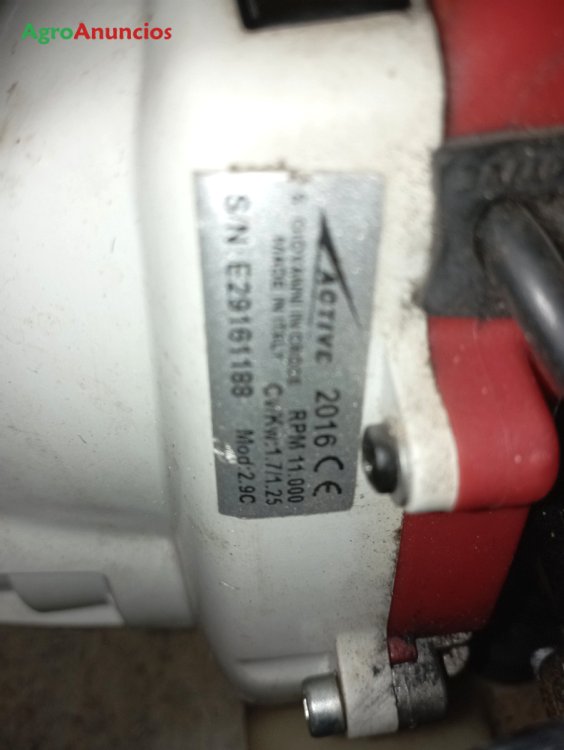 AgroAnuncios
ACTIVE 2016 CE
S. GIOVANNI IN CROCE RPM 11.000
MADE IN ITALY Cv/Kw:1.7/1.25
S/N: E29161188 Mod:2.9C